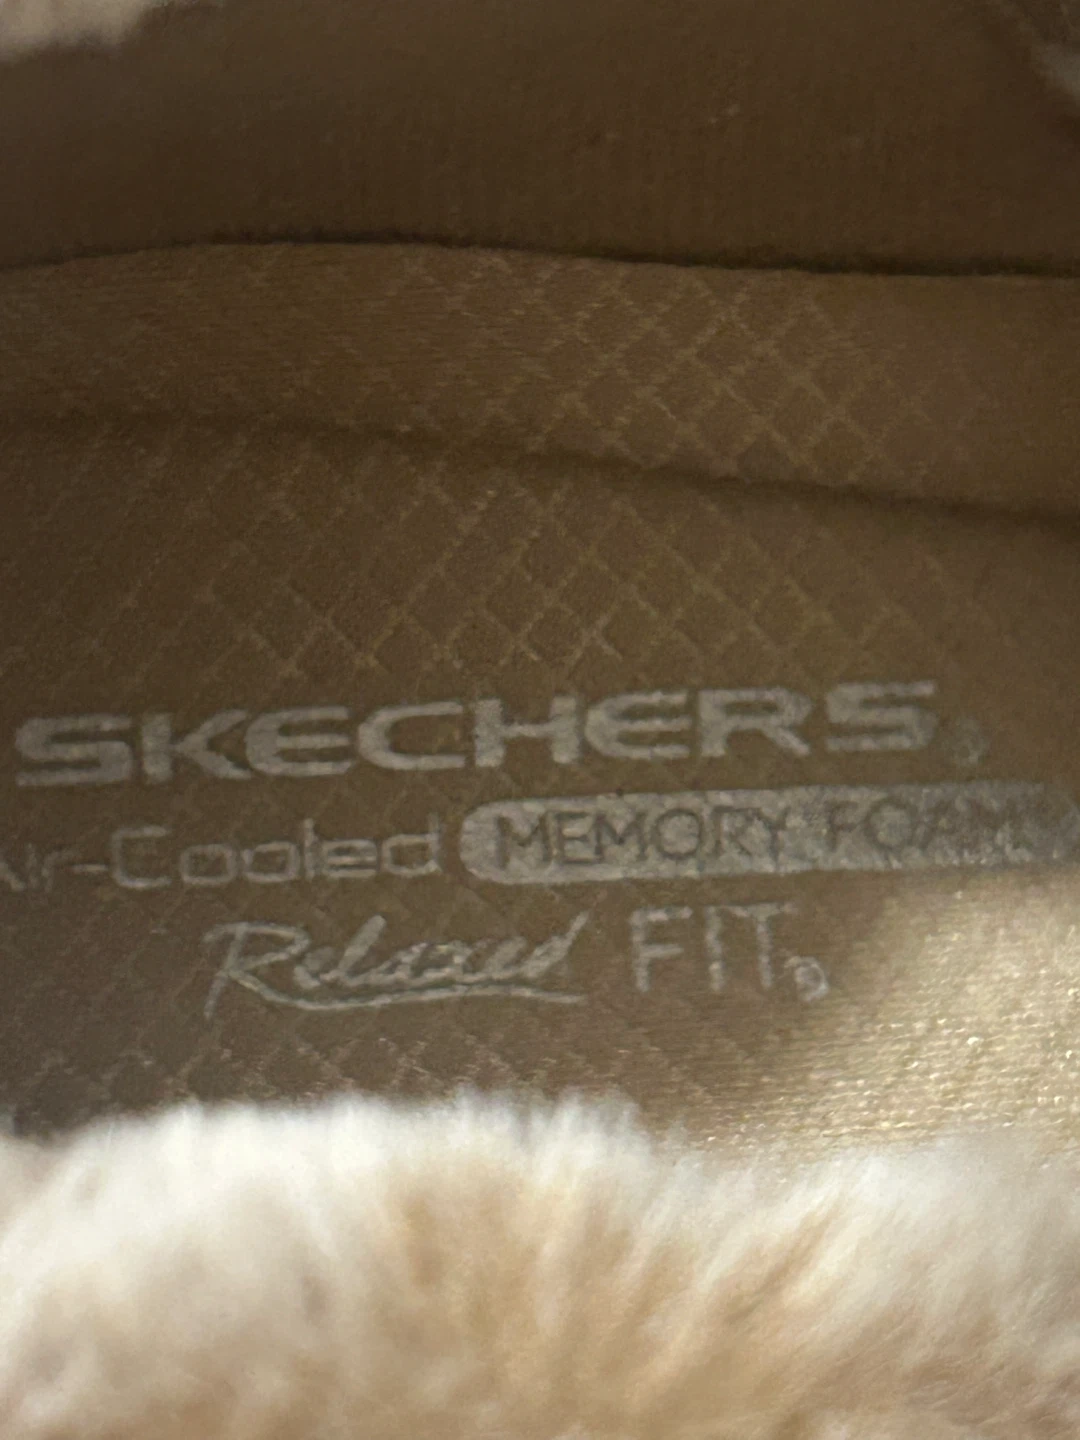 SKECHERS®
Air-Cooled MEMORY FOAM
Relaxed FIT®